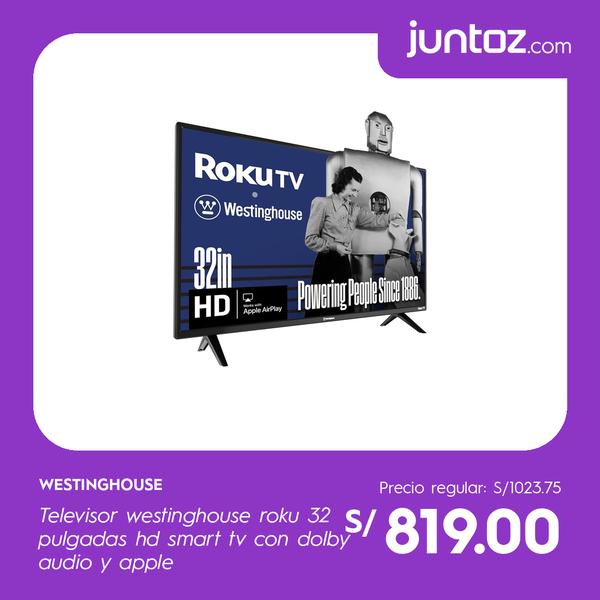 juntoz.com
ROKU TV
Westinghouse
32in
HD
Works with
Apple AirPlay
Powering People Since 1886.
WESTINGHOUSE
Televisor westinghouse roku 32
pulgadas hd smart tv con dolby
audio y apple
Precio regular: S/1023.75
S/ 819.00